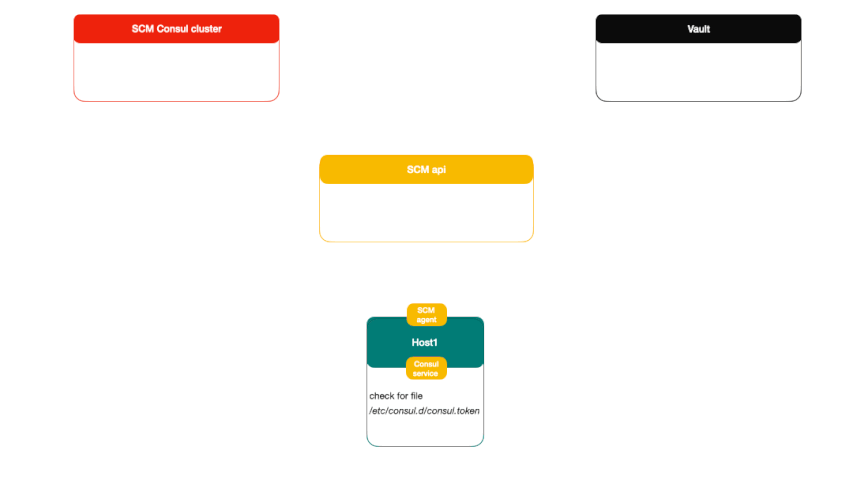 SCM Consul cluster
Vault
SCM api
SCM
agent
Host1
Consul
service
check for file
/etc/consul.d/consul.token